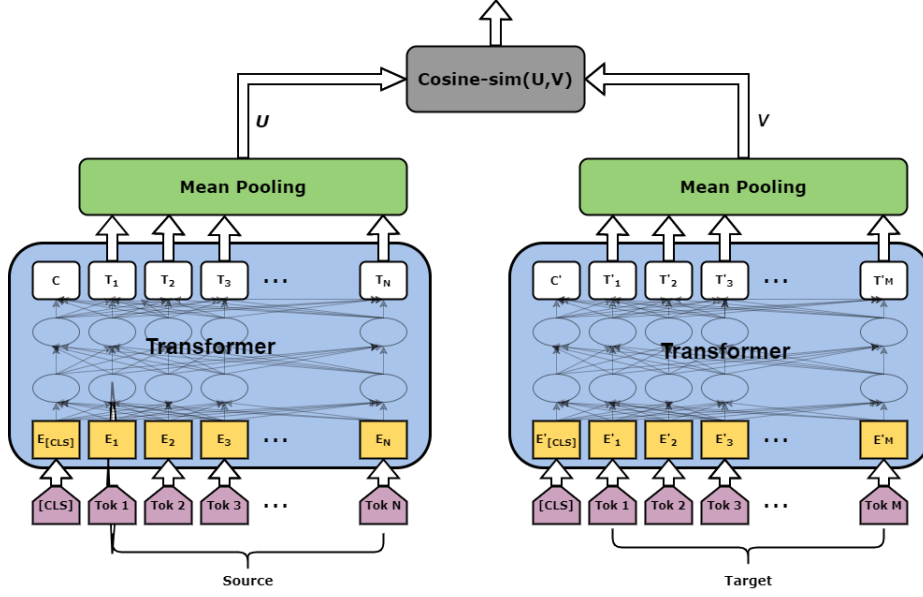 Cosine-sim(U,V)
U
V
Mean Pooling
Mean Pooling
C T1 T2 T3 ... TN
C' T'1 T'2 T'3 ... T'M
Transformer
Transformer
E[CLS] E1 E2 E3 ... EN
E'[CLS] E'1 E'2 E'3 ... E'M
[CLS] Tok 1 Tok 2 Tok 3 ... Tok N
[CLS] Tok 1 Tok 2 Tok 3 ... Tok M
Source
Target